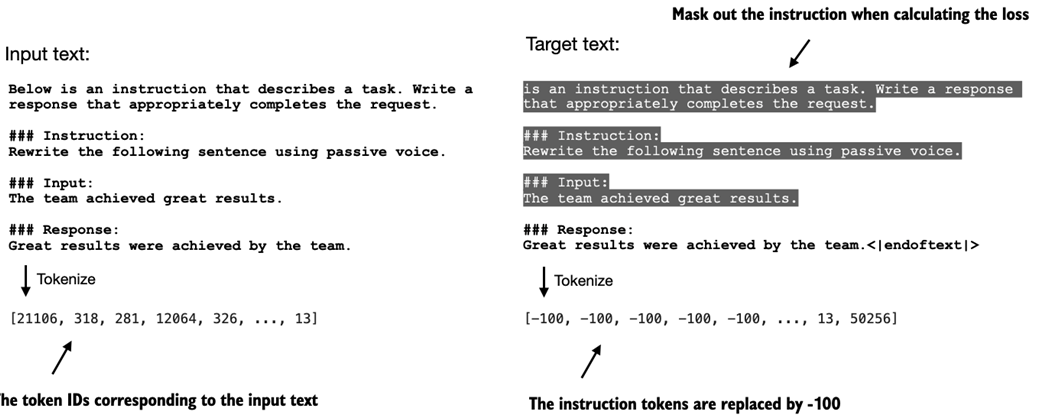 Mask out the instruction when calculating the loss
Input text:
Below is an instruction that describes a task. Write a
response that appropriately completes the request.
### Instruction:
Rewrite the following sentence using passive voice.
### Input:
The team achieved great results.
### Response:
Great results were achieved by the team.
Tokenize
[21106, 318, 281, 12064, 326, ..., 13]
he token IDs corresponding to the input text
Target text:
is an instruction that describes a task. Write a response
that appropriately completes the request.
### Instruction:
Rewrite the following sentence using passive voice.
### Input:
The team achieved great results.
### Response:
Great results were achieved by the team.<|endoftext|>
Tokenize
[-100, -100, -100, -100, -100, ..., 13, 50256]
The instruction tokens are replaced by -100